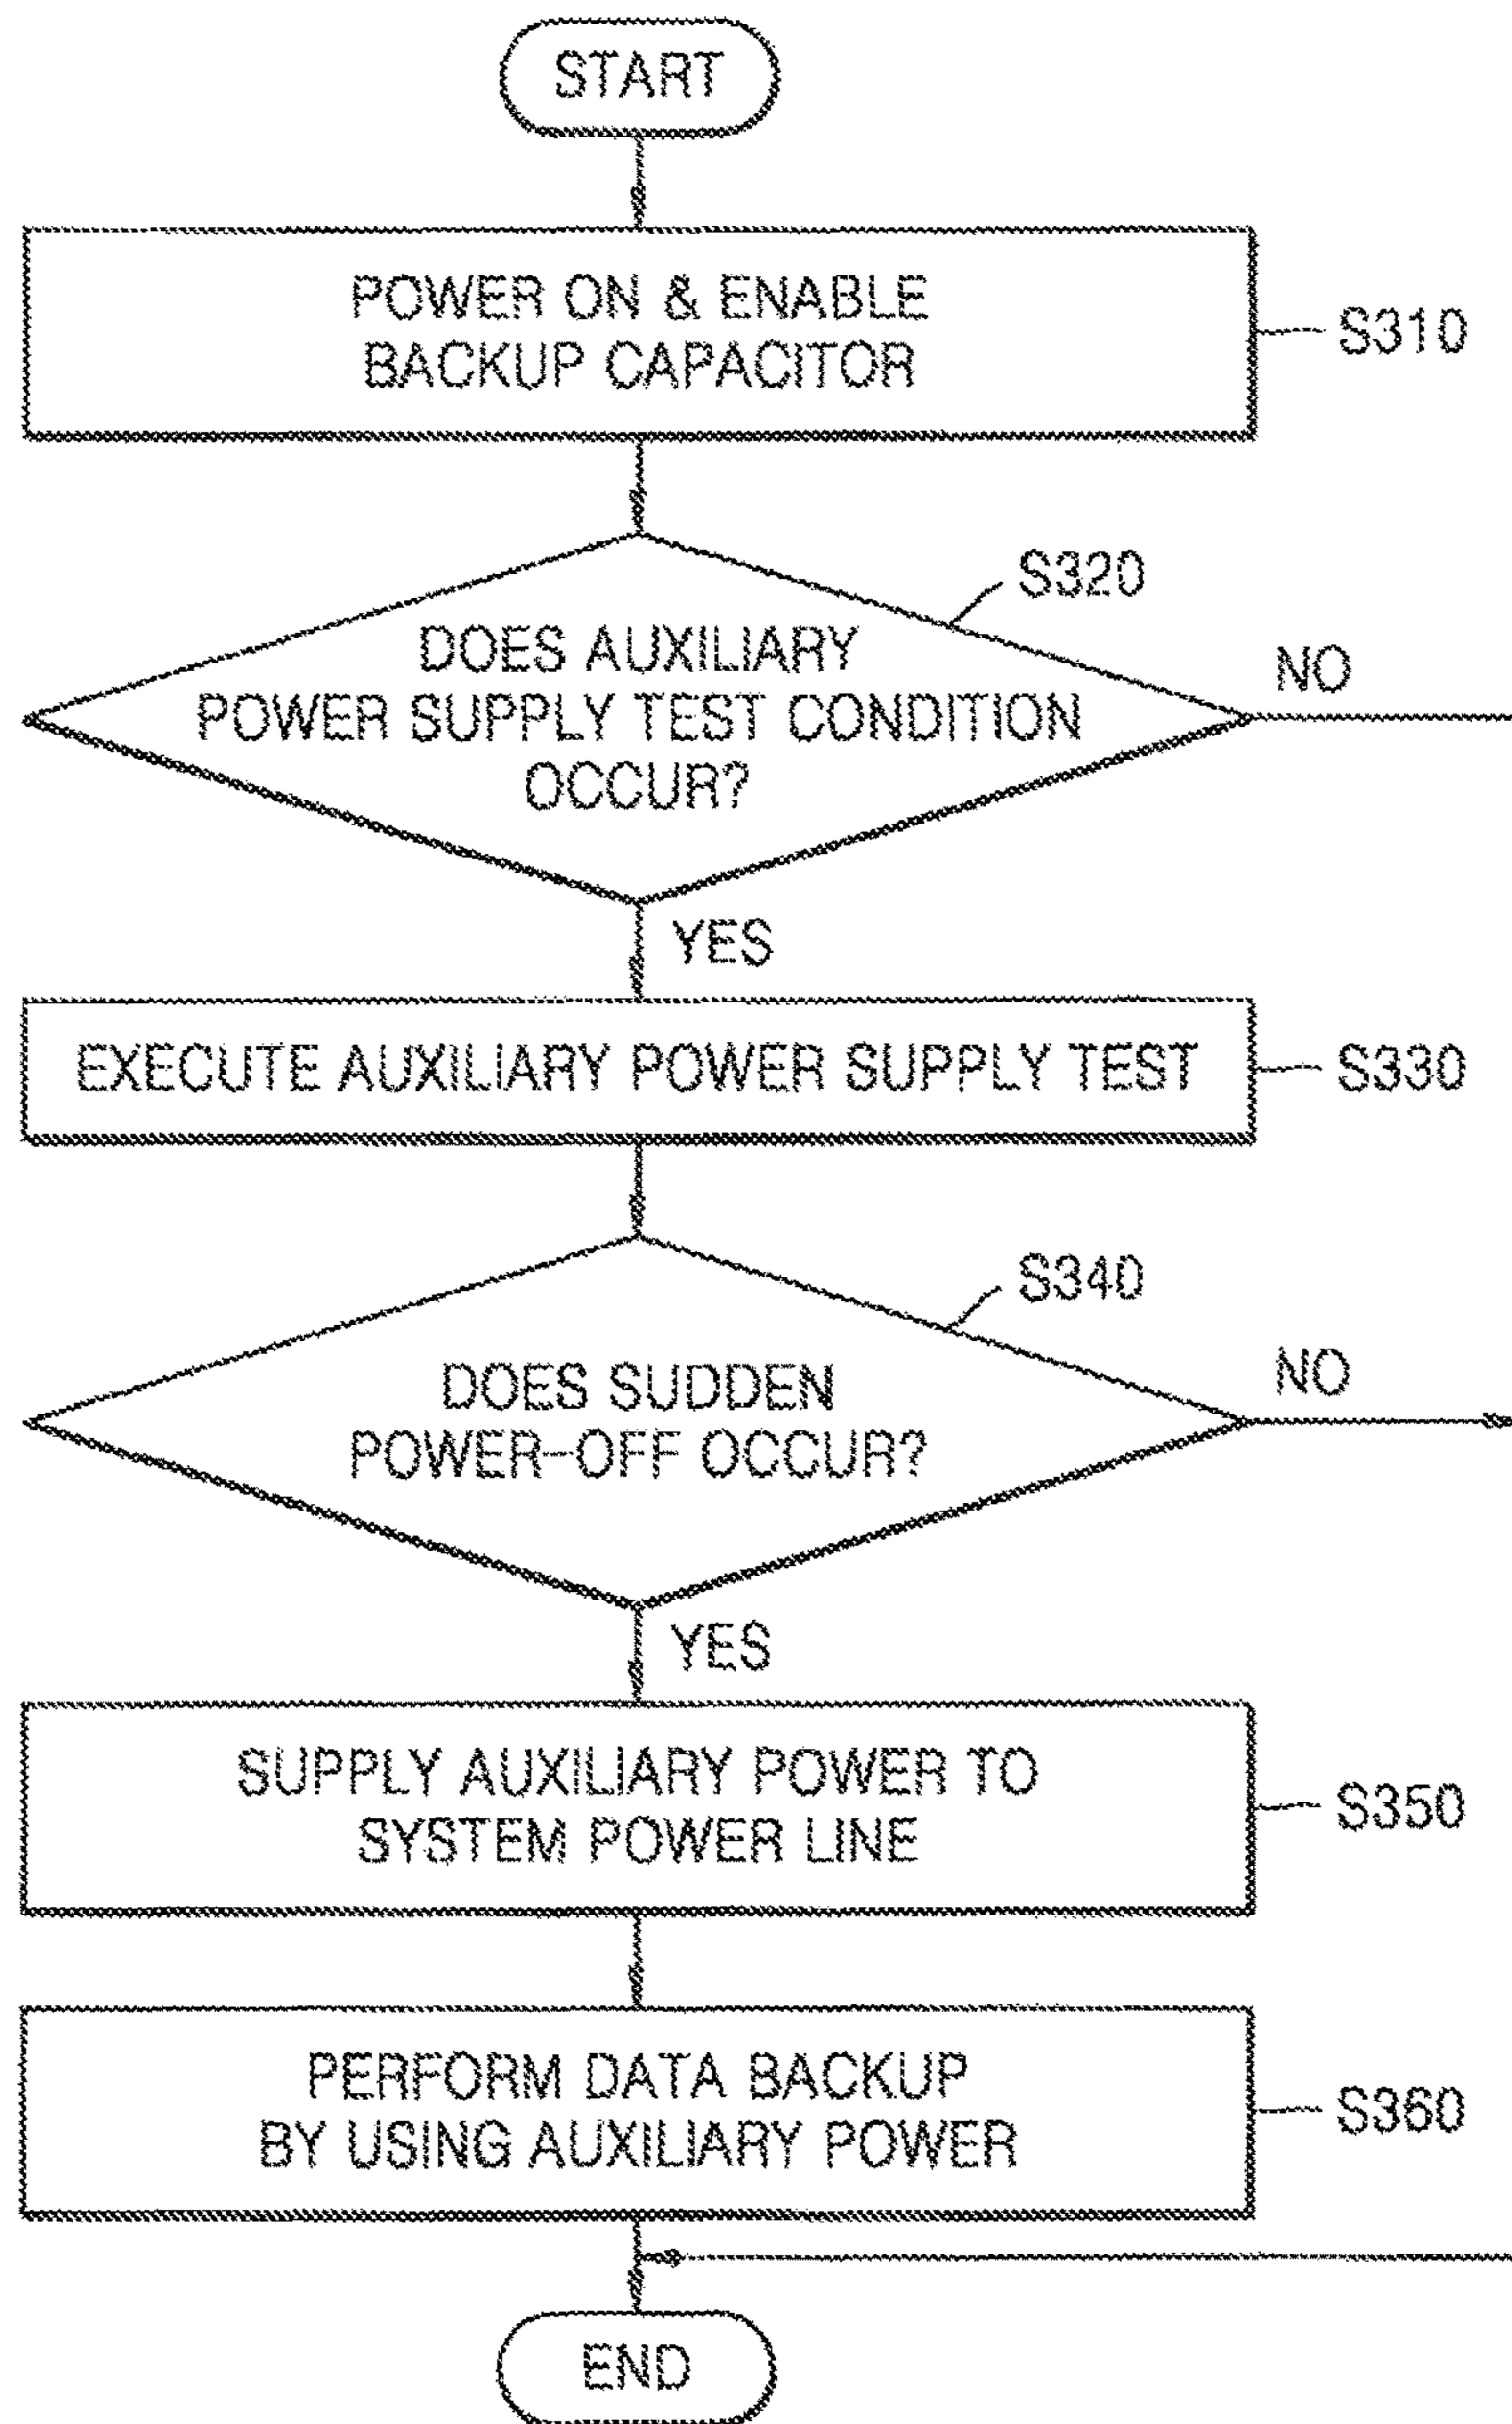 START
POWER ON & ENABLE
BACKUP CAPACITOR
S310
S320
DOES AUXILIARY
POWER SUPPLY TEST CONDITION
OCCUR?
NO
YES
EXECUTE AUXILIARY POWER SUPPLY TEST
S330
S340
DOES SUDDEN
POWER-OFF OCCUR?
NO
YES
SUPPLY AUXILIARY POWER TO
SYSTEM POWER LINE
S350
PERFORM DATA BACKUP
BY USING AUXILIARY POWER
S360
END